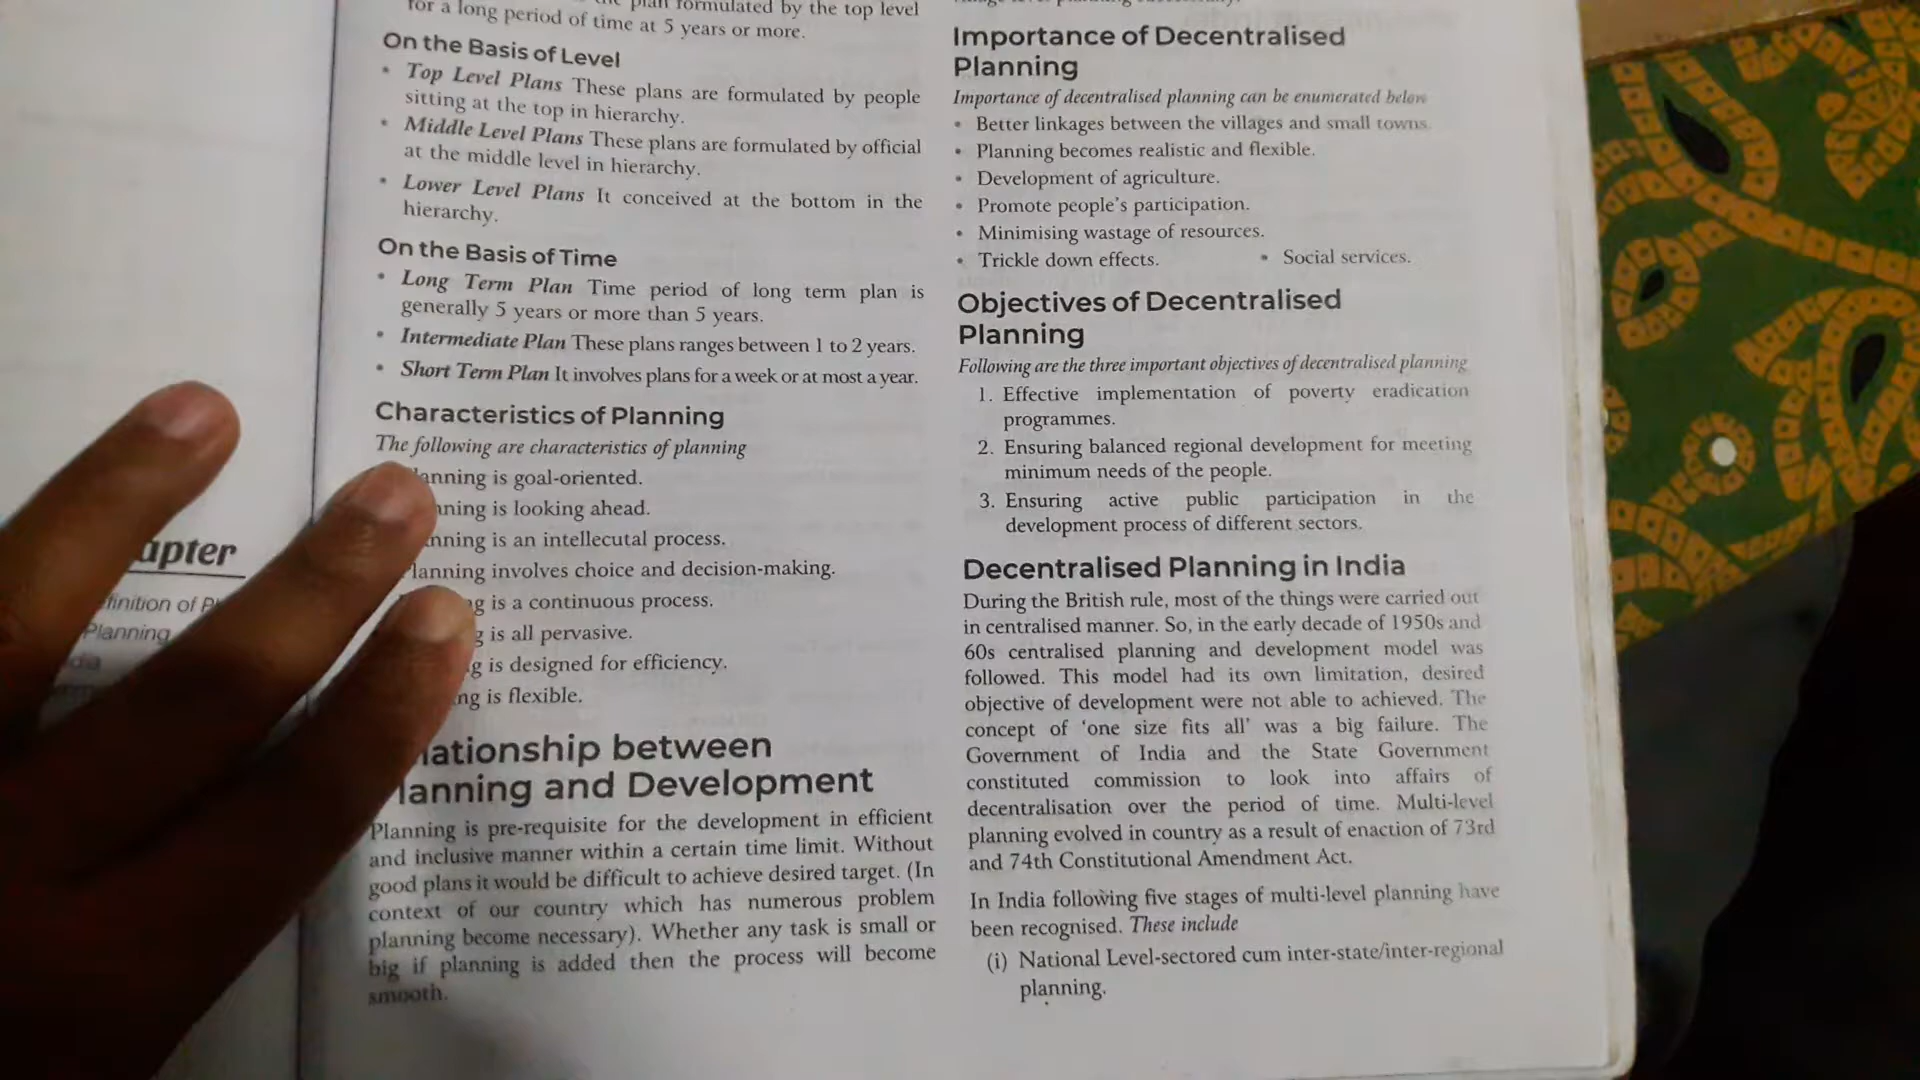 apter
finition of
Planning
plan formulated by the top level
for a long period of time at 5 years or more.
On the Basis of Level
• Top Level Plans These plans are formulated by people
sitting at the top in hierarchy.
• Middle Level Plans These plans are formulated by official
at the middle level in hierarchy.
• Lower Level Plans It conceived at the bottom in the
hierarchy.
On the Basis of Time
• Long Term Plan Time period of long term plan is
generally 5 years or more than 5 years.
• Intermediate Plan These plans ranges between 1 to 2 years.
• Short Term Plan It involves plans for a week or at most a year.
Characteristics of Planning
The following are characteristics of planning
anning is goal-oriented.
nning is looking ahead.
nning is an intellecutal process.
lanning involves choice and decision-making.
g is a continuous process.
g is all pervasive.
g is designed for efficiency.
ng is flexible.
lationship between
lanning and Development
Planning is pre-requisite for the development in efficient
and inclusive manner within a certain time limit. Without
good plans it would be difficult to achieve desired target. (In
context of our country which has numerous problem
planning become necessary). Whether any task is small or
big if planning is added then the process will become
smooth.
Importance of Decentralised
Planning
Importance of decentralised planning can be enumerated below
• Better linkages between the villages and small towns.
• Planning becomes realistic and flexible.
• Development of agriculture.
• Promote people's participation.
• Minimising wastage of resources.
• Trickle down effects. • Social services.
Objectives of Decentralised
Planning
Following are the three important objectives of decentralised planning
1. Effective implementation of poverty eradication
programmes.
2. Ensuring balanced regional development for meeting
minimum needs of the people.
3. Ensuring active public participation in the
development process of different sectors.
Decentralised Planning in India
During the British rule, most of the things were carried out
in centralised manner. So, in the early decade of 1950s and
60s centralised planning and development model was
followed. This model had its own limitation, desired
objective of development were not able to achieved. The
concept of 'one size fits all' was a big failure. The
Government of India and the State Government
constituted commission to look into affairs of
decentralisation over the period of time. Multi-level
planning evolved in country as a result of enaction of 73rd
and 74th Constitutional Amendment Act.
In India following five stages of multi-level planning have
been recognised. These include
(i) National Level-sectored cum inter-state/inter-regional
planning.